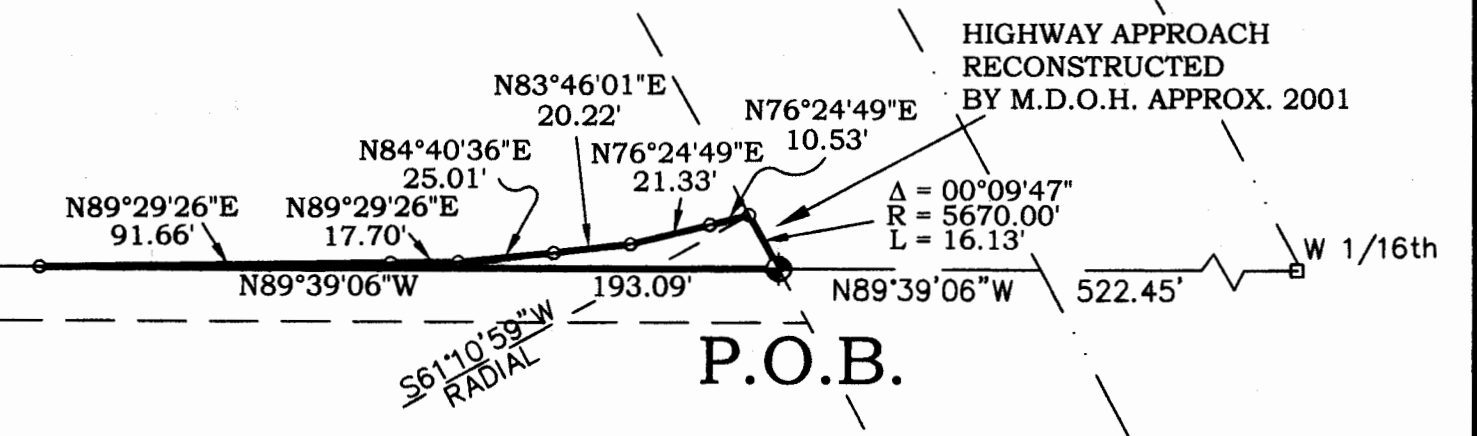 HIGHWAY APPROACH
RECONSTRUCTED
BY M.D.O.H. APPROX. 2001
N83°46'01"E
20.22'
N76°24'49"E
10.53'
N84°40'36"E
25.01'
N76°24'49"E
21.33'
Δ = 00°09'47"
R = 5670.00'
L = 16.13'
N89°29'26"E
91.66'
N89°29'26"E
17.70'
W 1/16th
N89°39'06"W
193.09'
N89°39'06"W
522.45'
S61°10'59"W
RADIAL
P.O.B.